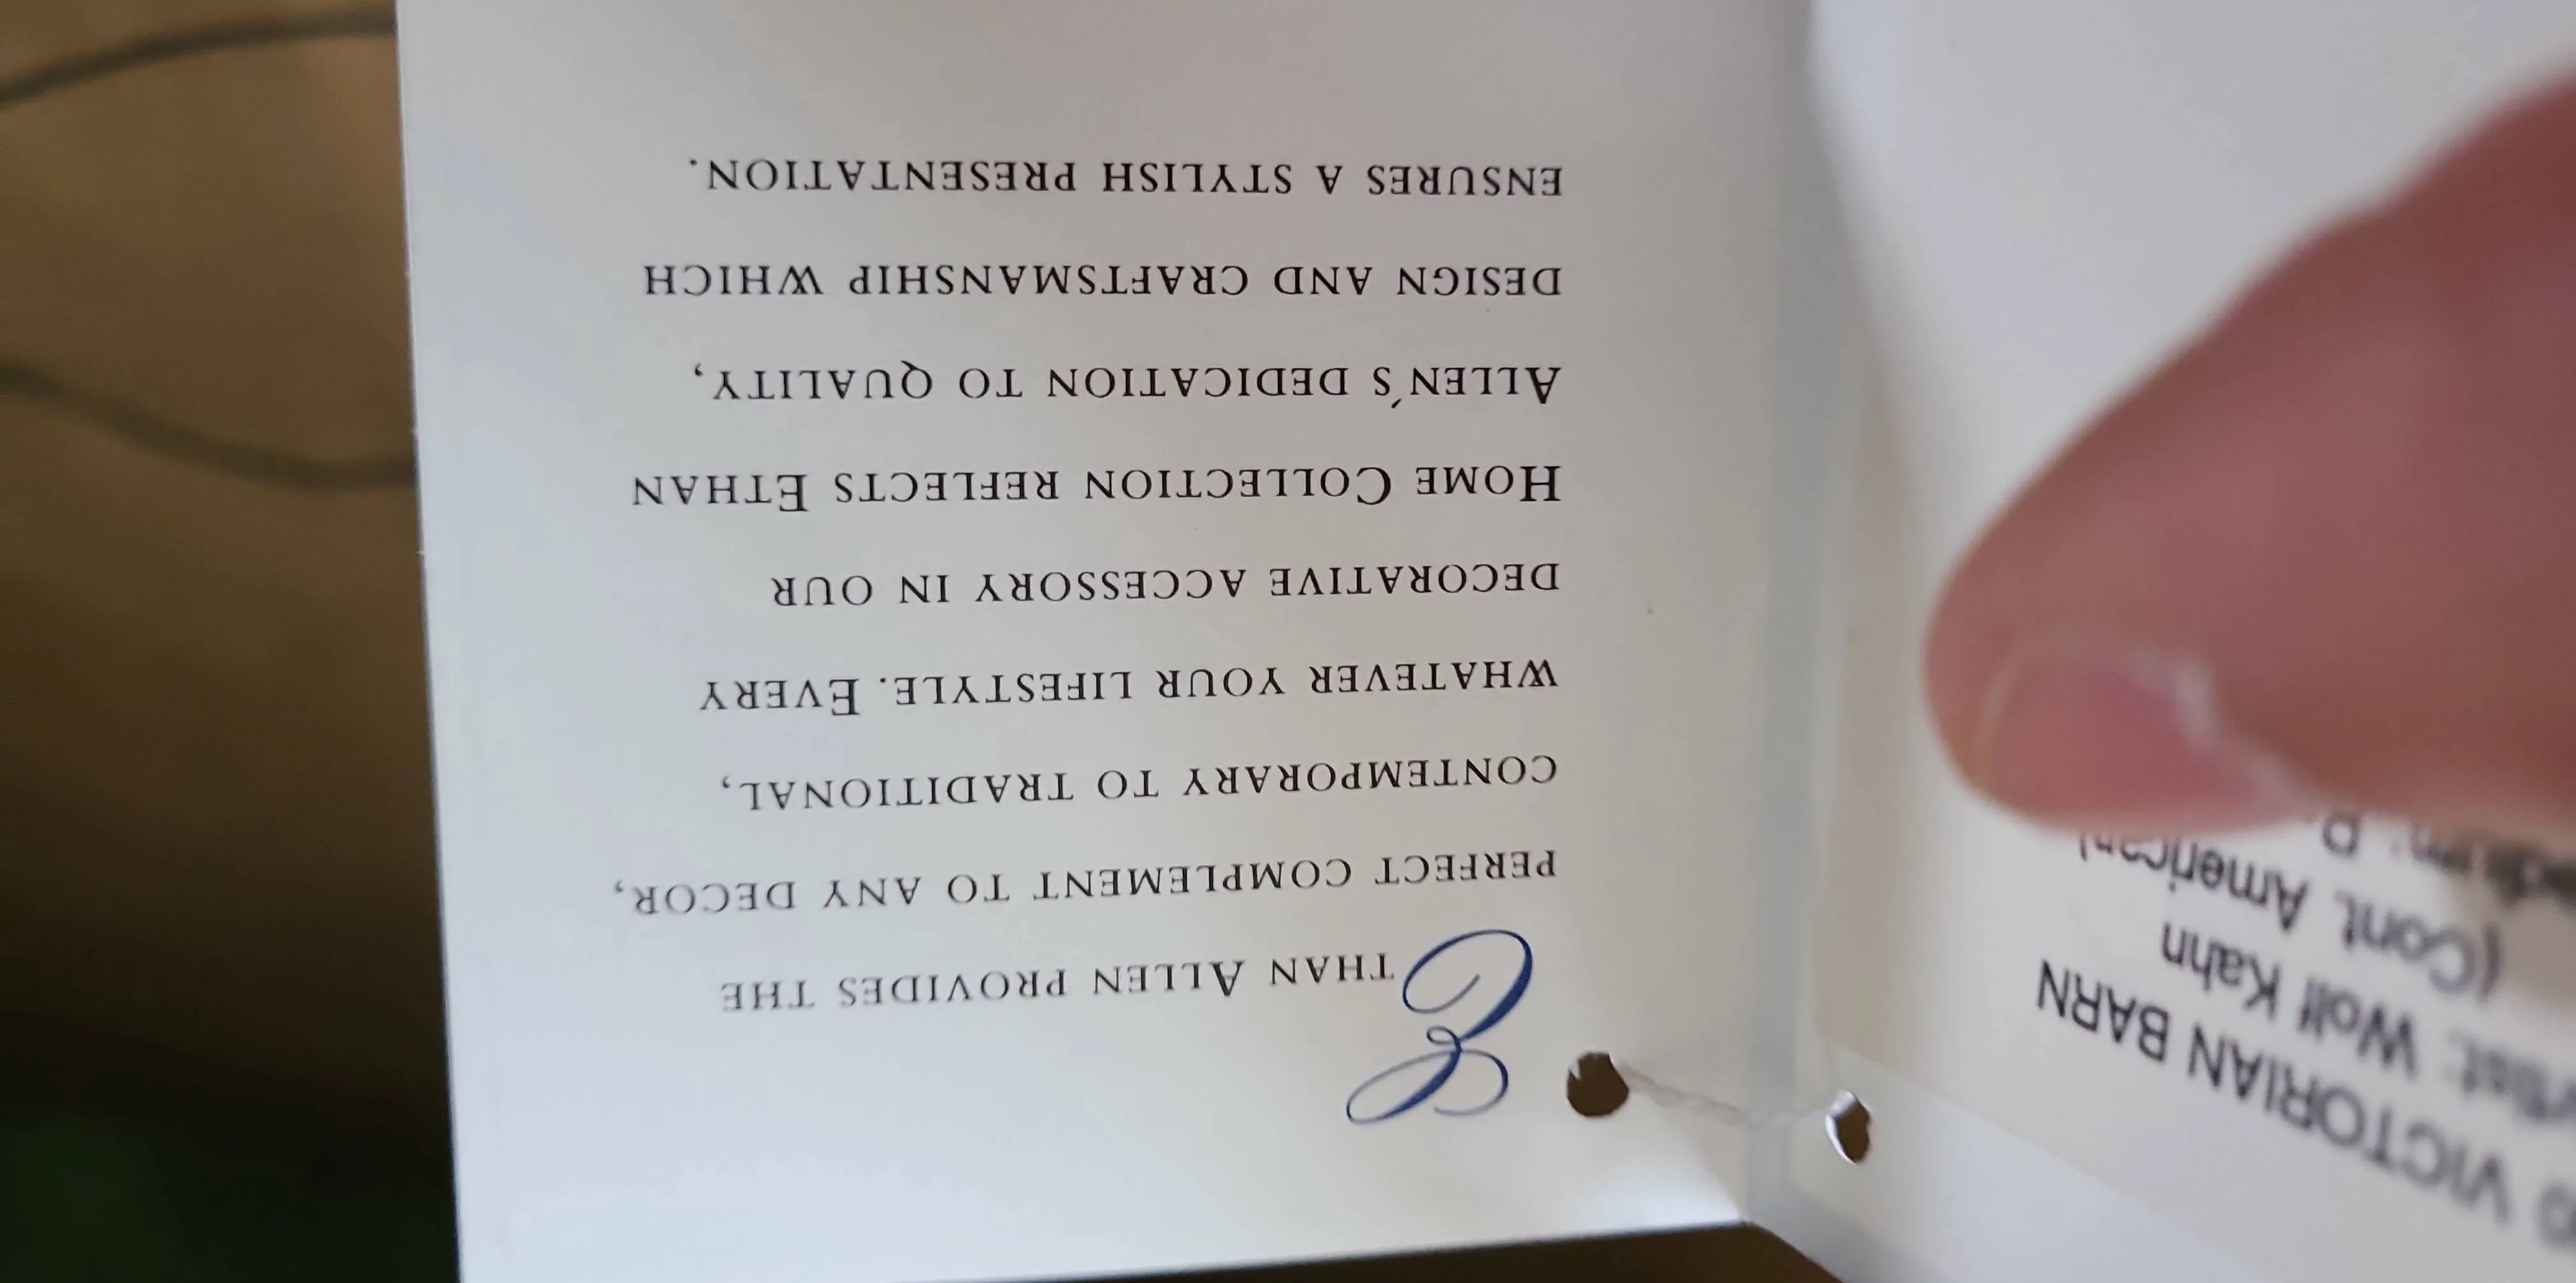 Ethan Allen provides the
perfect complement to any decor,
contemporary to traditional,
whatever your lifestyle. Every
decorative accessory in our
Home Collection reflects Ethan
Allen's dedication to quality,
design and craftsmanship which
ensures a stylish presentation.
VICTORIAN BARN
Wolf Kahn
(Cont. American)